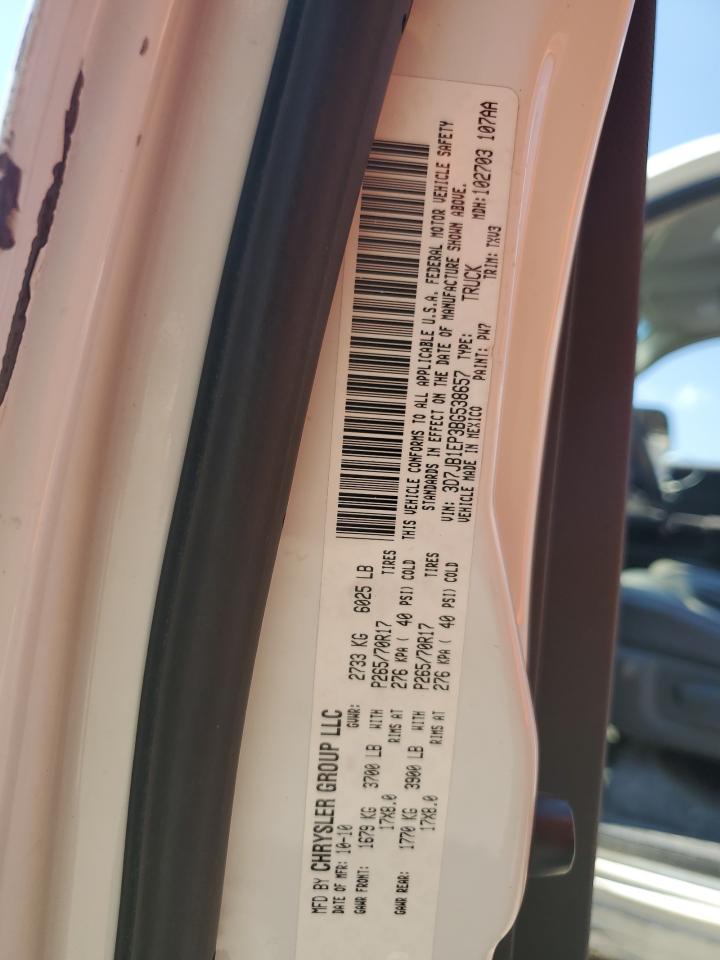 MFD BY CHRYSLER GROUP LLC
DATE OF MFR: 10-10 GVWR: 2733 KG 6025 LB
GAWR FRONT: 1679 KG 3700 LB WITH P265/70R17 TIRES
17X8.0 RIMS AT 276 KPA ( 40 PSI) COLD
GAWR REAR: 1770 KG 3900 LB WITH P265/70R17 TIRES
17X8.0 RIMS AT 276 KPA ( 40 PSI) COLD
THIS VEHICLE CONFORMS TO ALL APPLICABLE U.S.A. FEDERAL MOTOR VEHICLE SAFETY
STANDARDS IN EFFECT ON THE DATE OF MANUFACTURE SHOWN ABOVE.
VIN: 3D7JB1EP3BG538657 TYPE: TRUCK MDH: 102703 107AA
VEHICLE MADE IN MEXICO PAINT: PW7 TRIM: TXV3